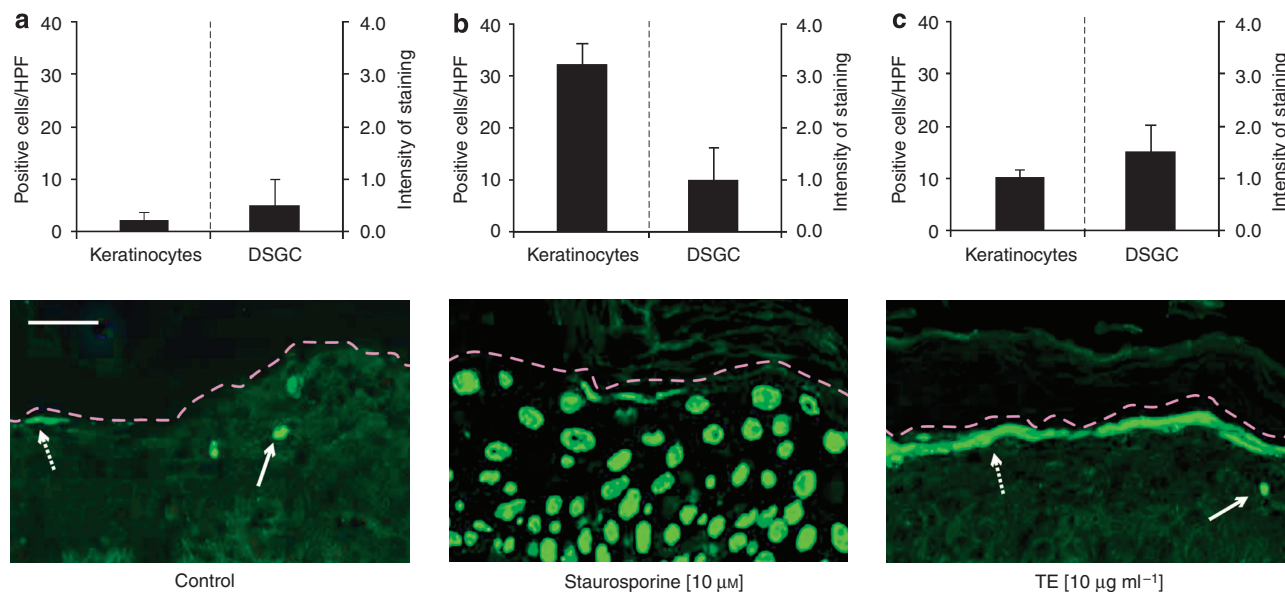 a
Positive cells/HPF
40
30
20
10
0
Keratinocytes
DSGC
4.0
3.0
2.0
1.0
0.0
Intensity of staining
b
Positive cells/HPF
40
30
20
10
0
Keratinocytes
DSGC
4.0
3.0
2.0
1.0
0.0
Intensity of staining
c
Positive cells/HPF
40
30
20
10
0
Keratinocytes
DSGC
4.0
3.0
2.0
1.0
0.0
Intensity of staining
Control
Staurosporine [10 μM]
TE [10 μg ml⁻¹]